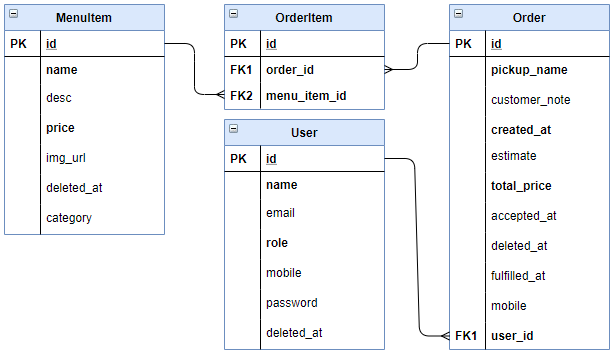 MenuItem
PK id
name
desc
price
img_url
deleted_at
category
OrderItem
PK id
FK1 order_id
FK2 menu_item_id
User
PK id
name
email
role
mobile
password
deleted_at
Order
PK id
pickup_name
customer_note
created_at
estimate
total_price
accepted_at
deleted_at
fulfilled_at
mobile
FK1 user_id